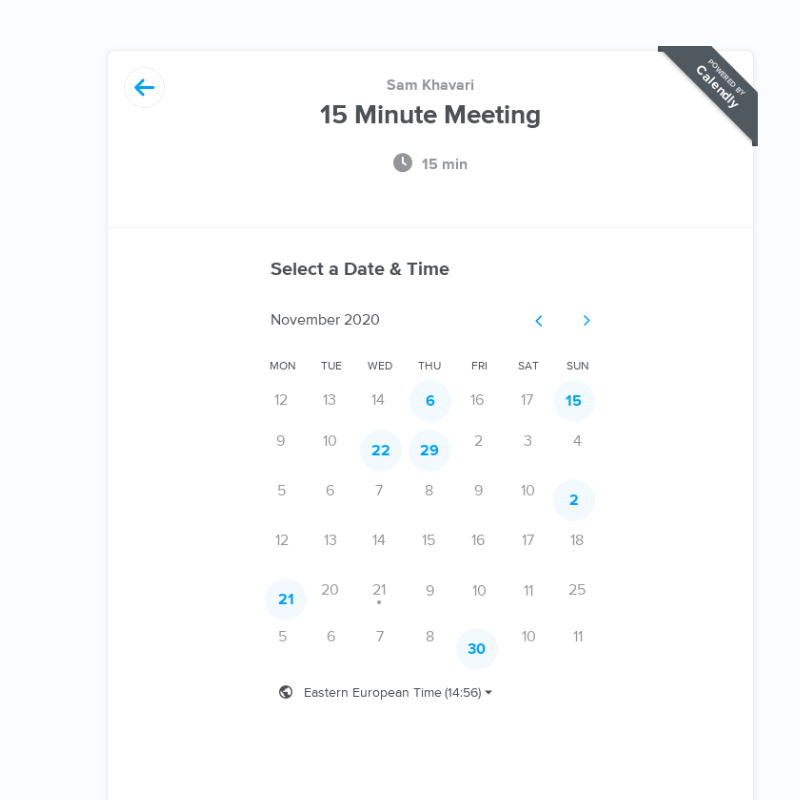 POWERED BY
Calendly
Sam Khavari
15 Minute Meeting
15 min
Select a Date & Time
November 2020
MON TUE WED THU FRI SAT SUN
12 13 14 6 16 17 15
9 10 22 29 2 3 4
5 6 7 8 9 10 2
12 13 14 15 16 17 18
21 20 21 9 10 11 25
5 6 7 8 30 10 11
Eastern European Time (14:56)